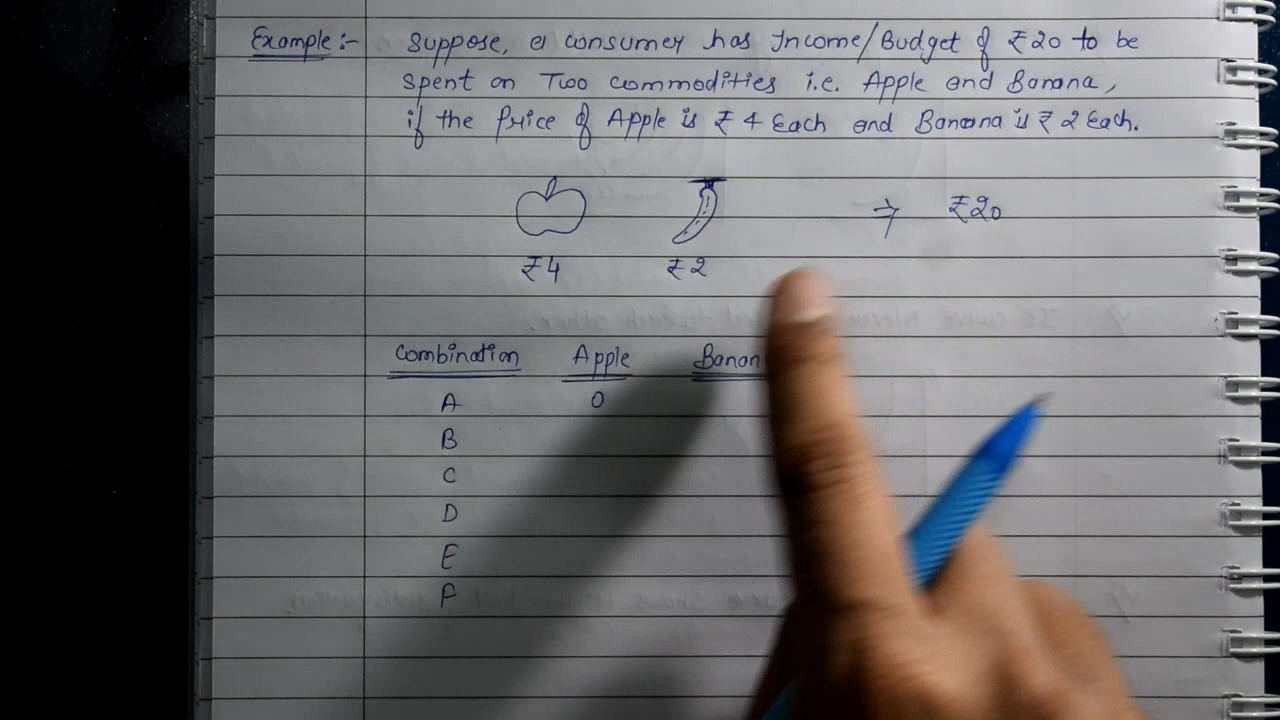 Example :- Suppose, a consumer has Income/Budget of ₹20 to be
spent on Two commodities i.e. Apple and Banana,
if the Price of Apple is ₹4 Each and Banana is ₹2 Each.
⇒ ₹20
₹4 ₹2
Combination Apple Banan
A 0
B
C
D
E
F